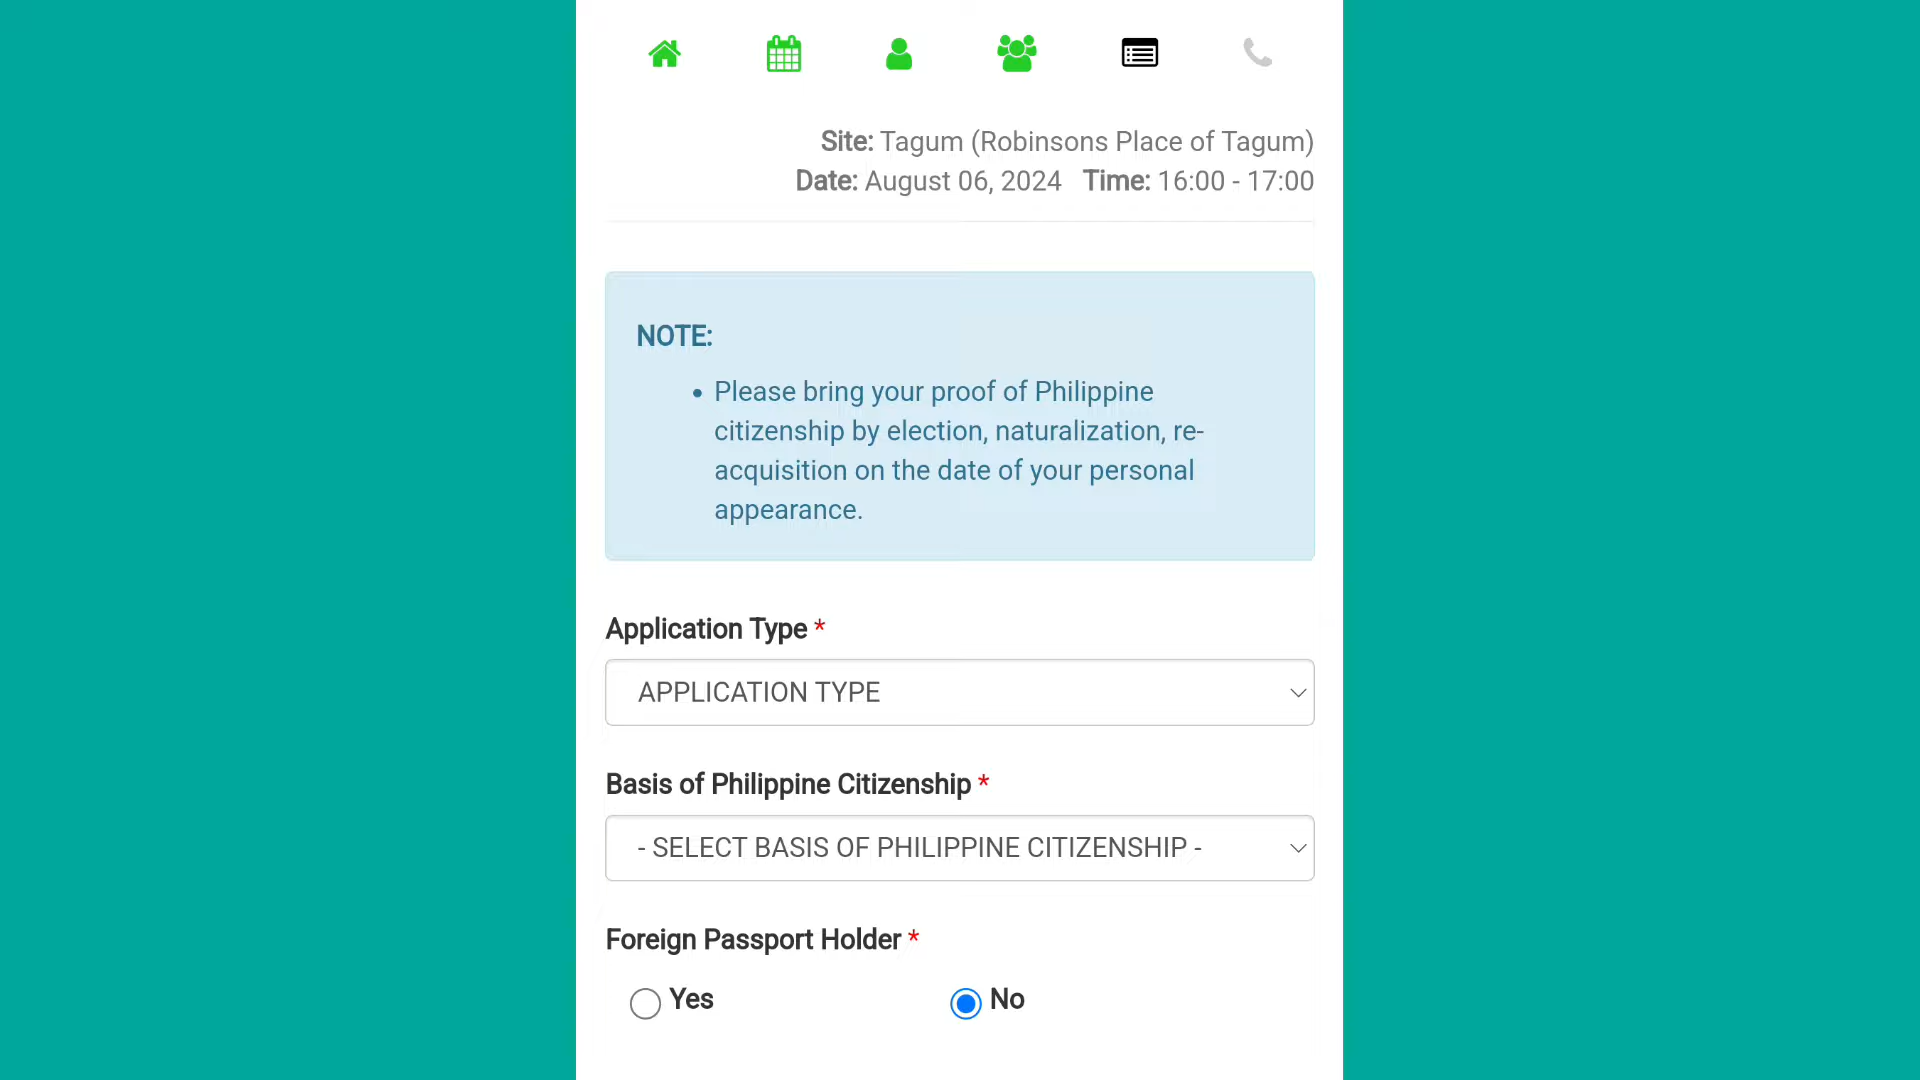 Site: Tagum (Robinsons Place of Tagum)
Date: August 06, 2024 Time: 16:00 - 17:00
NOTE:
• Please bring your proof of Philippine
citizenship by election, naturalization, re-
acquisition on the date of your personal
appearance.
Application Type *
APPLICATION TYPE
Basis of Philippine Citizenship *
- SELECT BASIS OF PHILIPPINE CITIZENSHIP -
Foreign Passport Holder *
Yes No